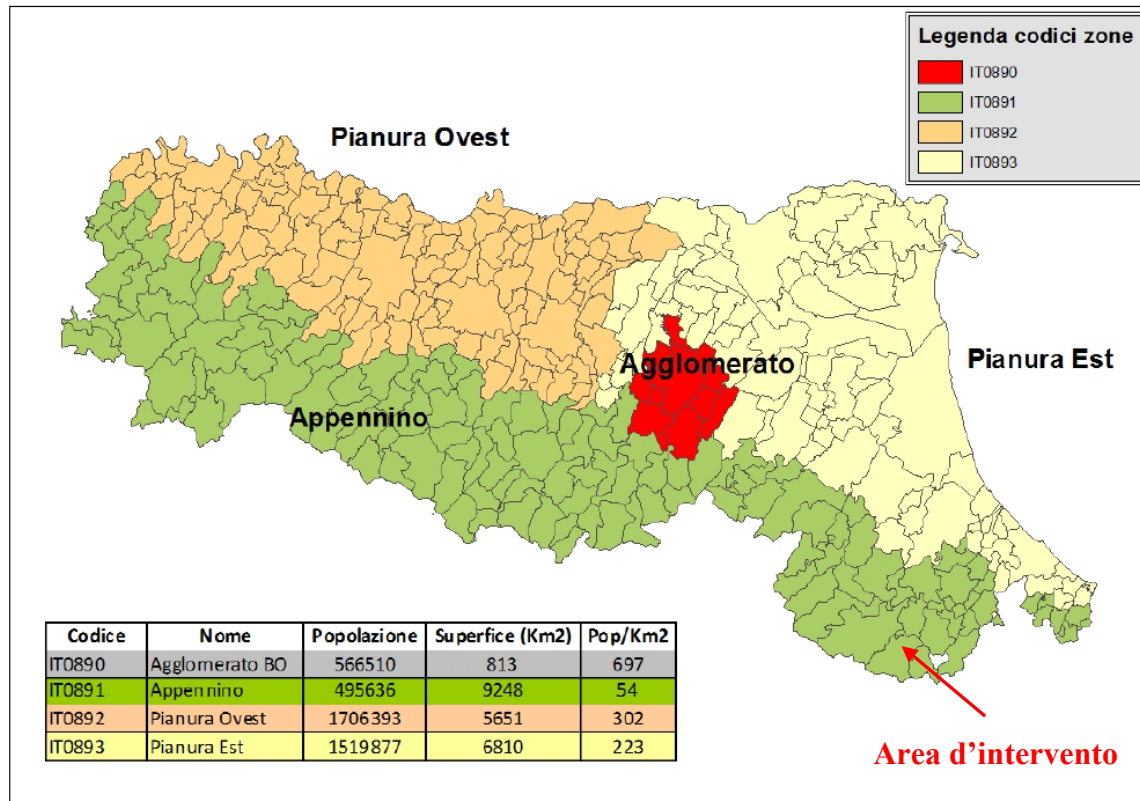 Legenda codici zone
IT0890
IT0891
IT0892
IT0893
Pianura Ovest
Agglomerato
Pianura Est
Appennino
Codice Nome Popolazione Superfice (Km2) Pop/Km2
IT0890 Agglomerato BO 566510 813 697
IT0891 Appennino 495636 9248 54
IT0892 Pianura Ovest 1706393 5651 302
IT0893 Pianura Est 1519877 6810 223
Area d’intervento